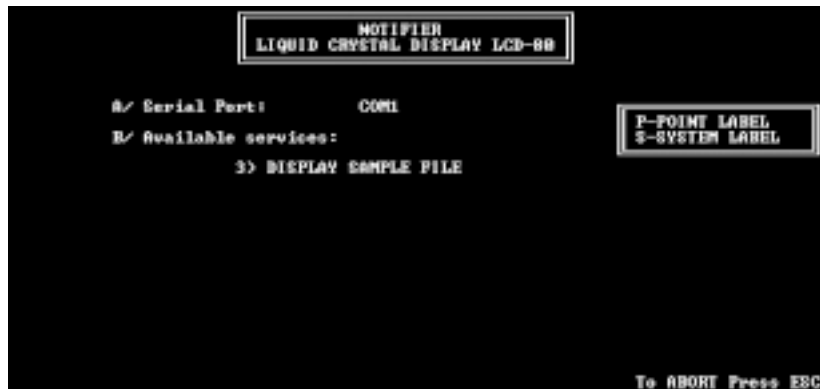 NOTIFIER
LIQUID CRYSTAL DISPLAY LCD-80
A/ Serial Port: COM1
P-POINT LABEL
B/ Available services:
S-SYSTEM LABEL
3> DISPLAY SAMPLE FILE
To ABORT Press ESC